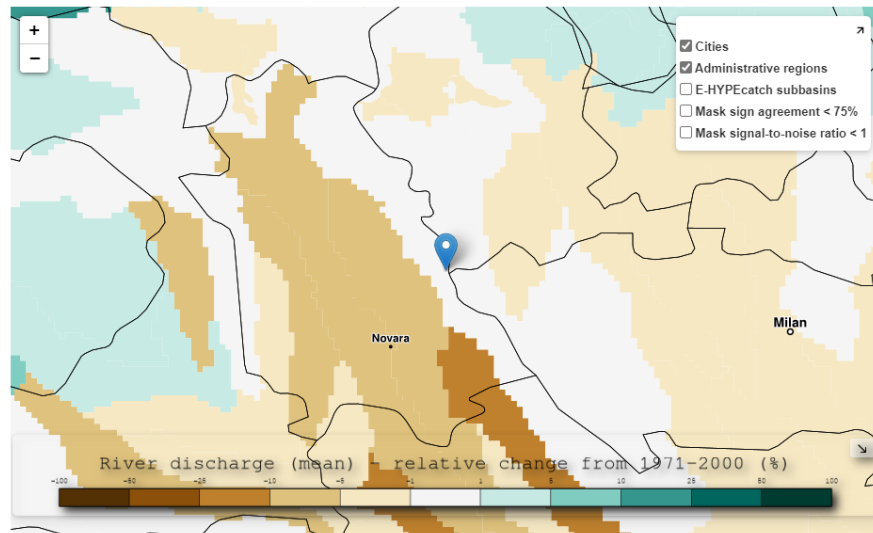 +
−
Cities
Administrative regions
E-HYPEcatch subbasins
Mask sign agreement < 75%
Mask signal-to-noise ratio < 1
Milan
Novara
River discharge (mean) - relative change from 1971-2000 (%)
-100 -50 -25 -10 -5 -1 1 5 10 25 50 100